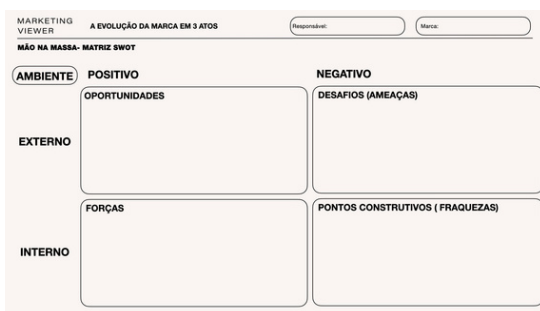 MARKETING
VIEWER
A EVOLUÇÃO DA MARCA EM 3 ATOS
Responsável:
Marca:
MÃO NA MASSA- MATRIZ SWOT
AMBIENTE
POSITIVO
NEGATIVO
OPORTUNIDADES
DESAFIOS (AMEAÇAS)
EXTERNO
FORÇAS
PONTOS CONSTRUTIVOS ( FRAQUEZAS)
INTERNO